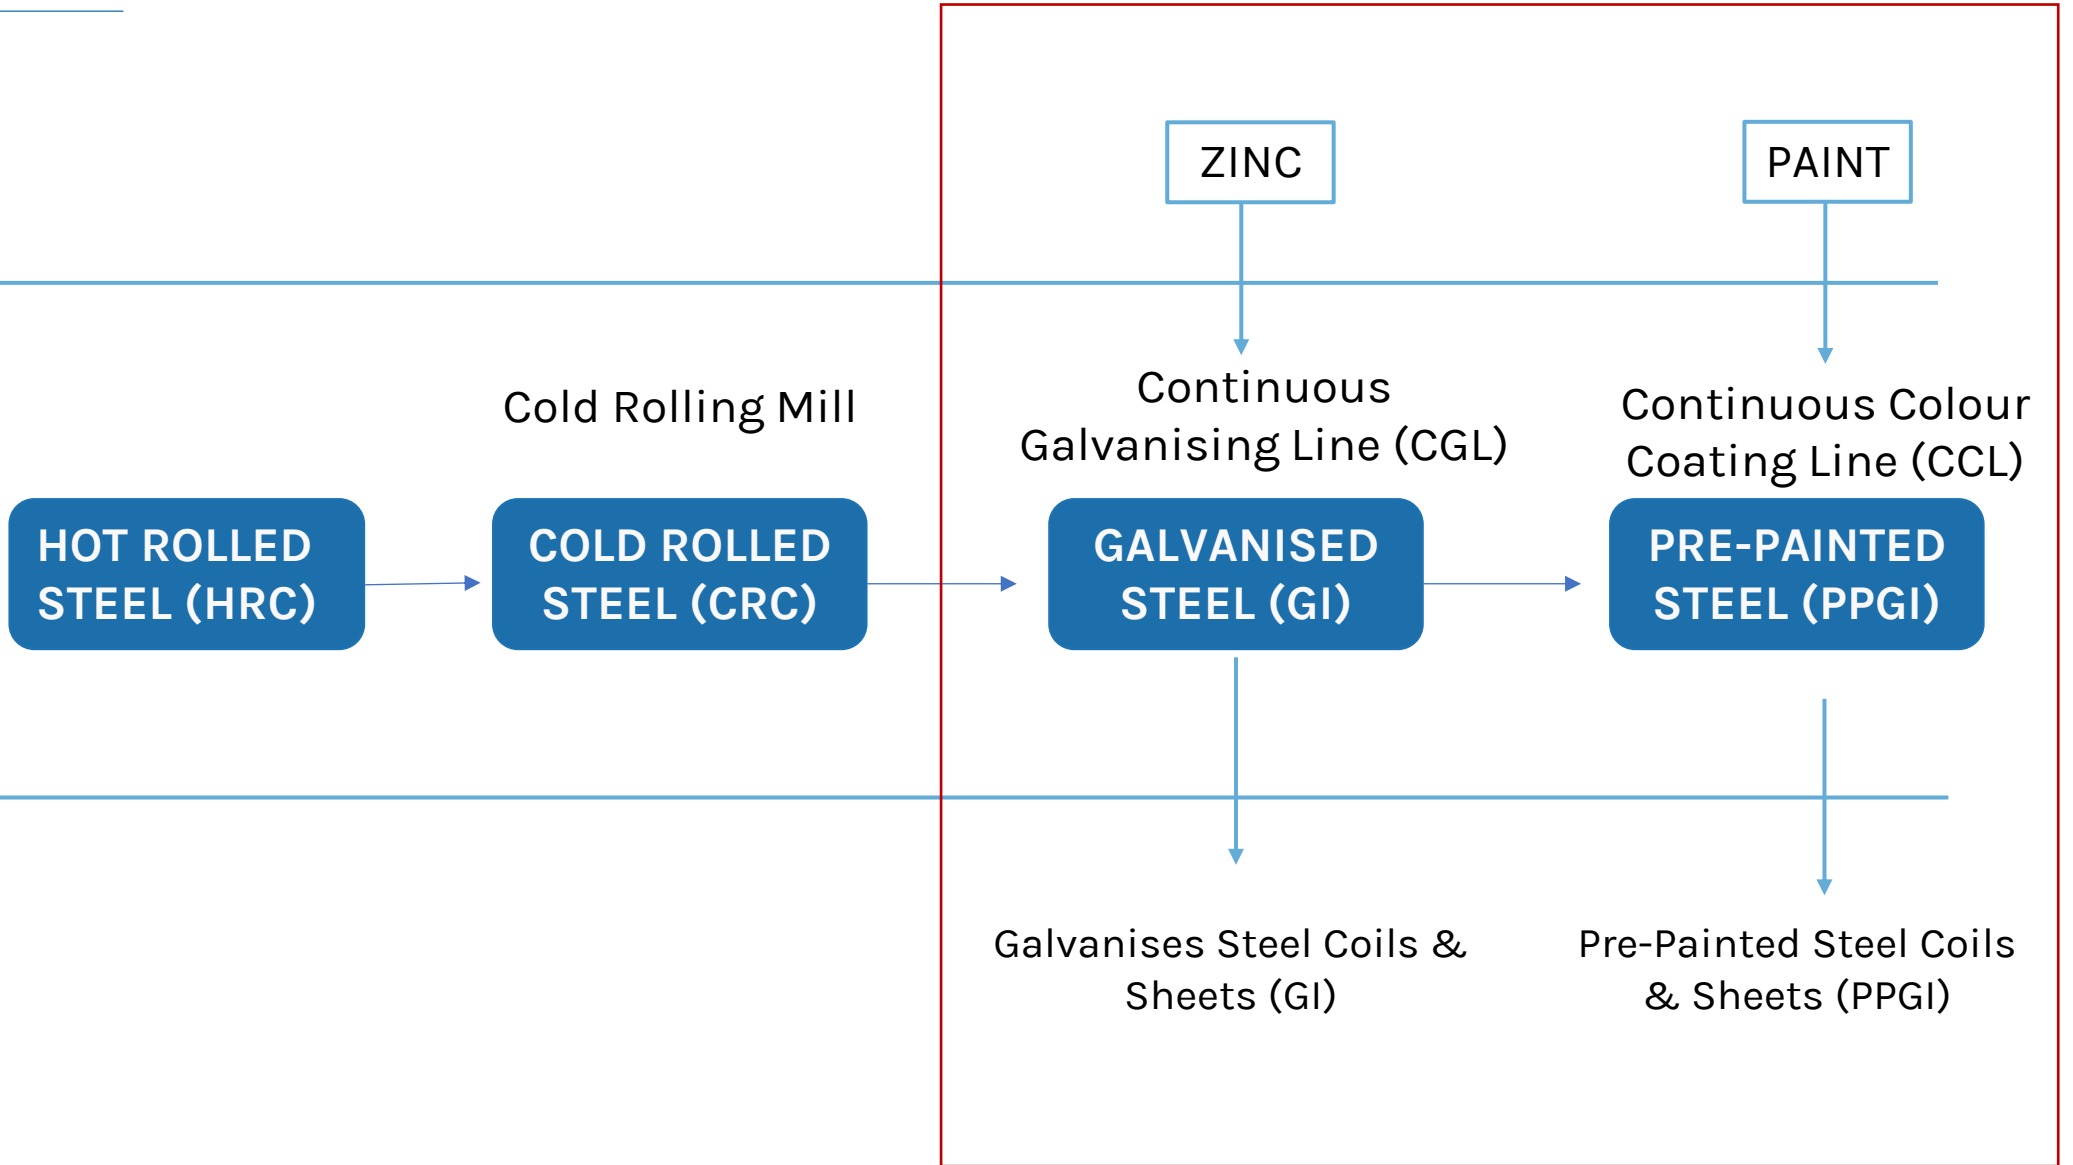 ZINC
PAINT
Cold Rolling Mill
Continuous
Galvanising Line (CGL)
Continuous Colour
Coating Line (CCL)
HOT ROLLED
STEEL (HRC)
COLD ROLLED
STEEL (CRC)
GALVANISED
STEEL (GI)
PRE-PAINTED
STEEL (PPGI)
Galvanises Steel Coils &
Sheets (GI)
Pre-Painted Steel Coils
& Sheets (PPGI)